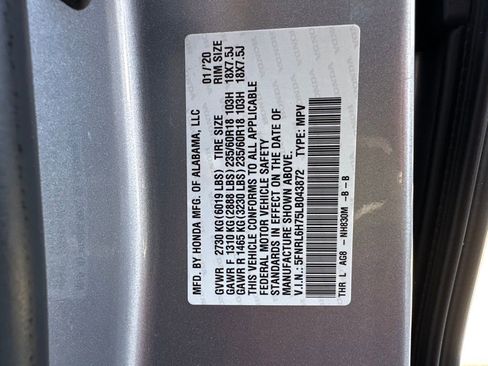 MFD. BY HONDA MFG. OF ALABAMA, LLC 01/'20
GVWR 2730 KG(6019 LBS) TIRE SIZE RIM SIZE
GAWR F 1310 KG(2888 LBS) 235/60R18 103H 18X7.5J
GAWR R 1465 KG(3230 LBS) 235/60R18 103H 18X7.5J
THIS VEHICLE CONFORMS TO ALL APPLICABLE
FEDERAL MOTOR VEHICLE SAFETY
STANDARDS IN EFFECT ON THE DATE OF
MANUFACTURE SHOWN ABOVE.
V.I.N.: 5FNRL6H75LB043872 TYPE: MPV
THR L AG8 - NH830M -B - B
HONDA